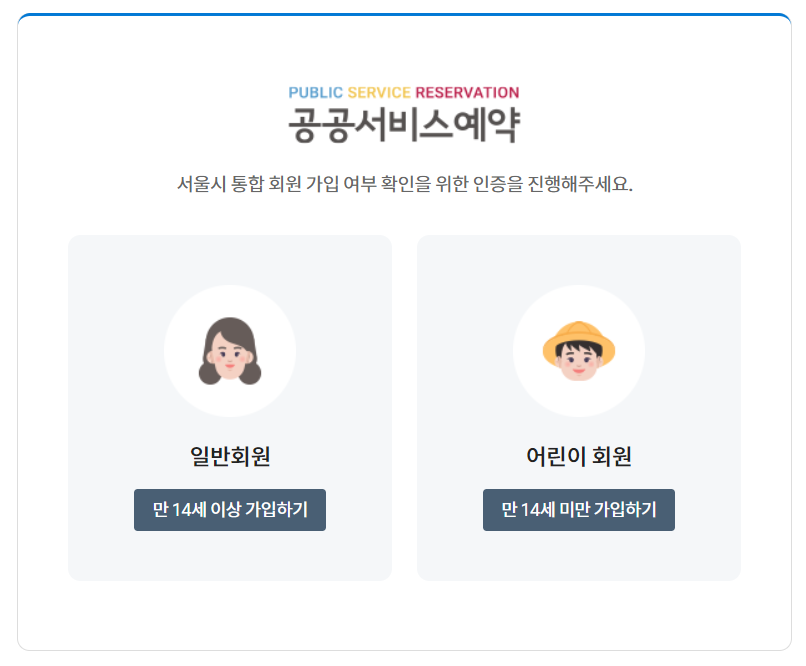 PUBLIC SERVICE RESERVATION
공공서비스예약
서울시 통합 회원 가입 여부 확인을 위한 인증을 진행해주세요.
일반회원
만 14세 이상 가입하기
어린이 회원
만 14세 미만 가입하기